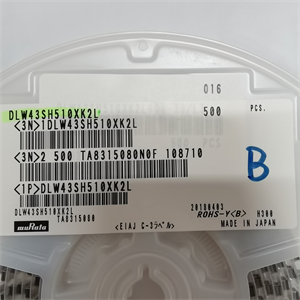 016
DLW43SH510XK2L 500 PCS.
<3N>1DLW43SH510XK2L
<3N>2 500 TA8315080N0F 108710
B
<1P>DLW43SH510XK2L
DLW43SH510XK2L 20180403
TA8315080 ROHS-Y<B> H300
muRata <EIAJ C-3ラベル> MADE IN JAPAN